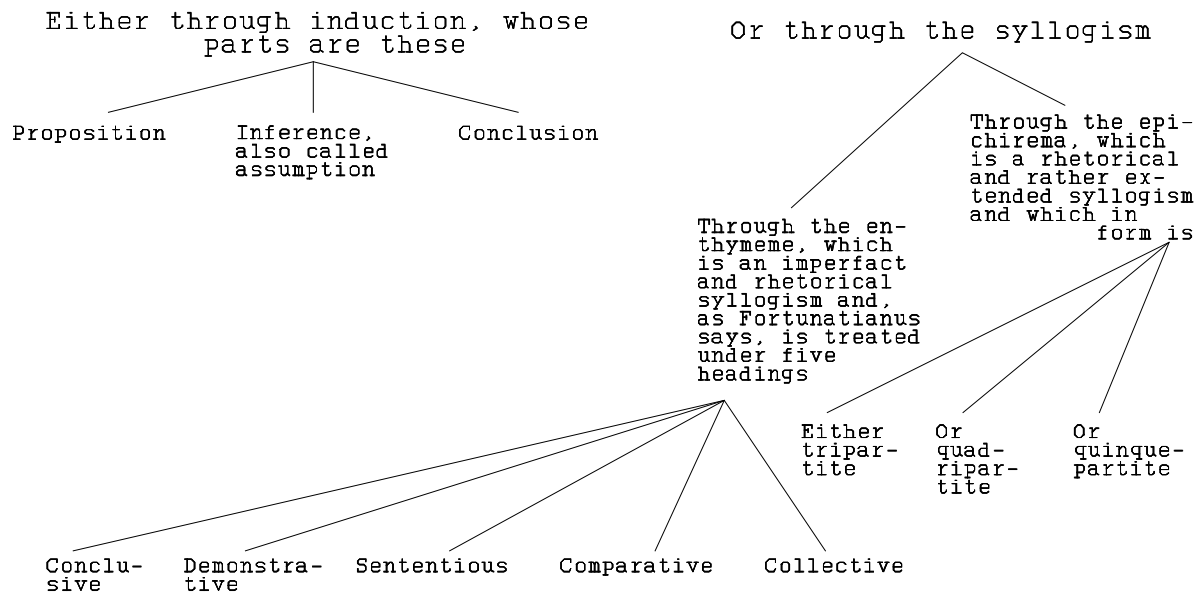 Either through induction, whose
parts are these
Proposition
Inference,
also called
assumption
Conclusion
Or through the syllogism
Through the en-
thymeme, which
is an imperfact
and rhetorical
syllogism and,
as Fortunatianus
says, is treated
under five
headings
Conclu-
sive
Demonstra-
tive
Sententious
Comparative
Collective
Through the epi-
chirema, which
is a rhetorical
and rather ex-
tended syllogism
and which in
form is
Either
tripar-
tite
Or
quad-
ripar-
tite
Or
quinque-
partite